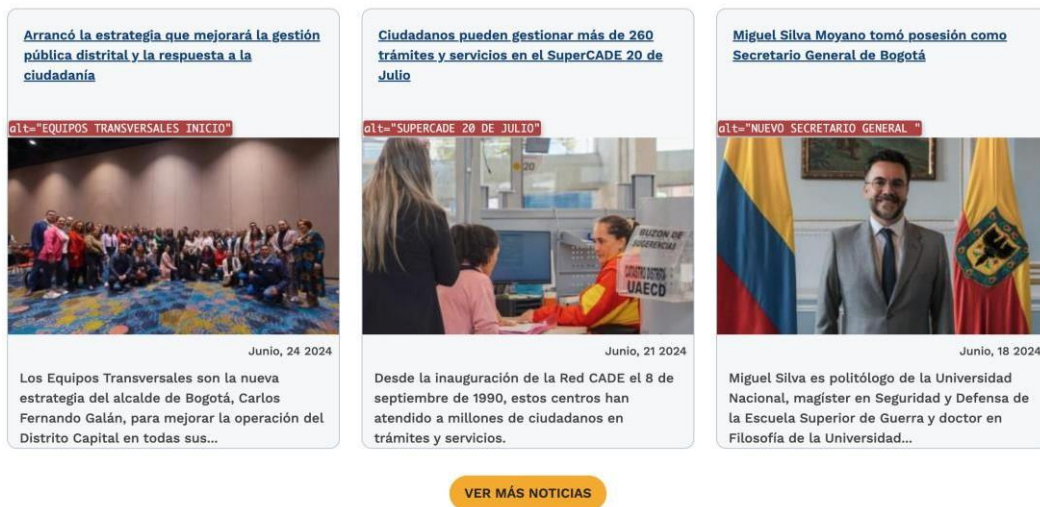 Arrancó la estrategia que mejorará la gestión
pública distrital y la respuesta a la
ciudadanía
alt="EQUIPOS TRANSVERSALES INICIO"
Junio, 24 2024
Los Equipos Transversales son la nueva
estrategia del alcalde de Bogotá, Carlos
Fernando Galán, para mejorar la operación del
Distrito Capital en todas sus...
Ciudadanos pueden gestionar más de 260
trámites y servicios en el SuperCADE 20 de
Julio
alt="SUPERCADE 20 DE JULIO"
20
BUZON DE
SUGERENCIAS
CATASTRO DISTRITAL
UAECD
Junio, 21 2024
Desde la inauguración de la Red CADE el 8 de
septiembre de 1990, estos centros han
atendido a millones de ciudadanos en
trámites y servicios.
Miguel Silva Moyano tomó posesión como
Secretario General de Bogotá
alt="NUEVO SECRETARIO GENERAL "
Junio, 18 2024
Miguel Silva es politólogo de la Universidad
Nacional, magíster en Seguridad y Defensa de
la Escuela Superior de Guerra y doctor en
Filosofía de la Universidad...
VER MÁS NOTICIAS